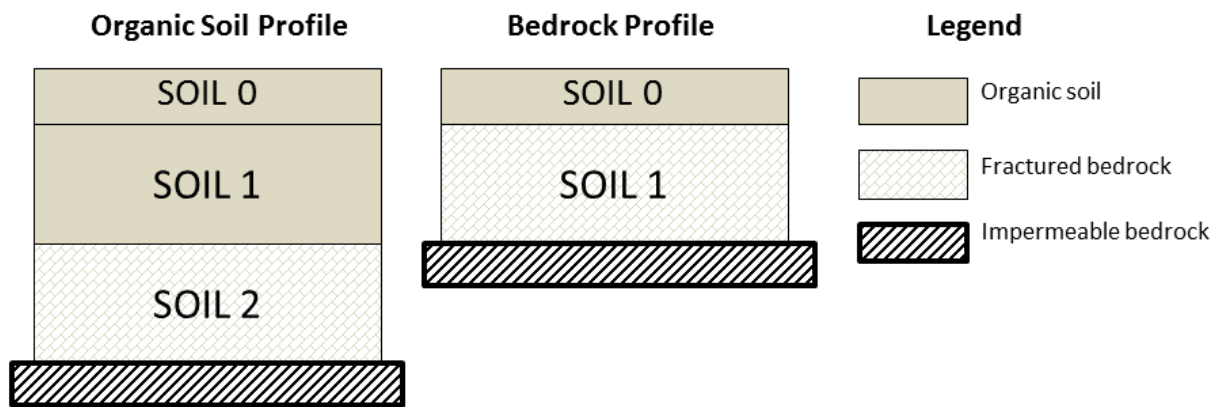 Organic Soil Profile
SOIL 0
SOIL 1
SOIL 2
Bedrock Profile
SOIL 0
SOIL 1
Legend
Organic soil
Fractured bedrock
Impermeable bedrock